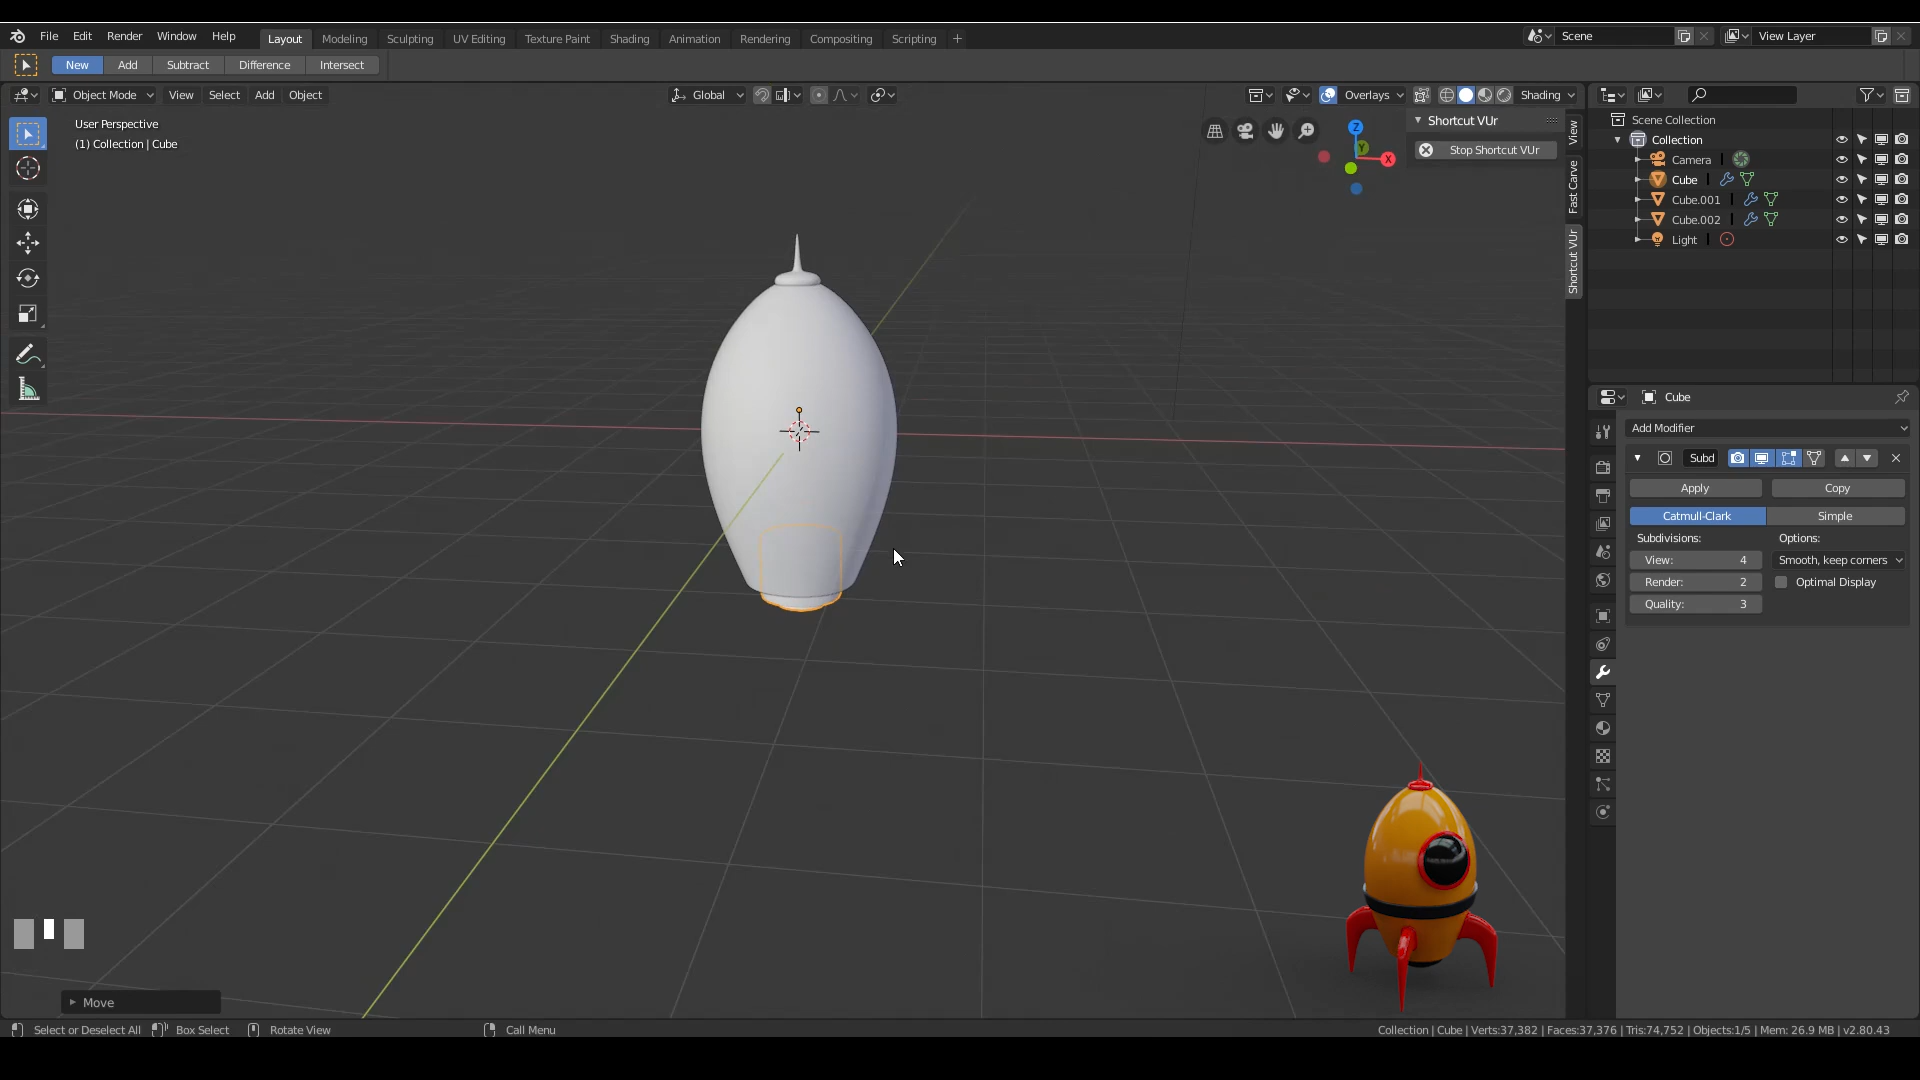 File Edit Render Window Help Layout Modeling Sculpting UV Editing Texture Paint Shading Animation Rendering Compositing Scripting + Scene View Layer
New Add Subtract Difference Intersect
Object Mode View Select Add Object Global Overlays Shading
User Perspective
(1) Collection | Cube
Z
Y
X
Shortcut VUr
Stop Shortcut VUr
View
Fast Carve
Shortcut VUr
Scene Collection
Collection
Camera
Cube
Cube.001
Cube.002
Light
Cube
Add Modifier
Subd
Apply Copy
Catmull-Clark Simple
Subdivisions: Options:
View: 4 Smooth, keep corners
Render: 2 Optimal Display
Quality: 3
Move
Select or Deselect All Box Select Rotate View Call Menu Collection | Cube | Verts:37,382 | Faces:37,376 | Tris:74,752 | Objects:1/5 | Mem: 26.9 MB | v2.80.43